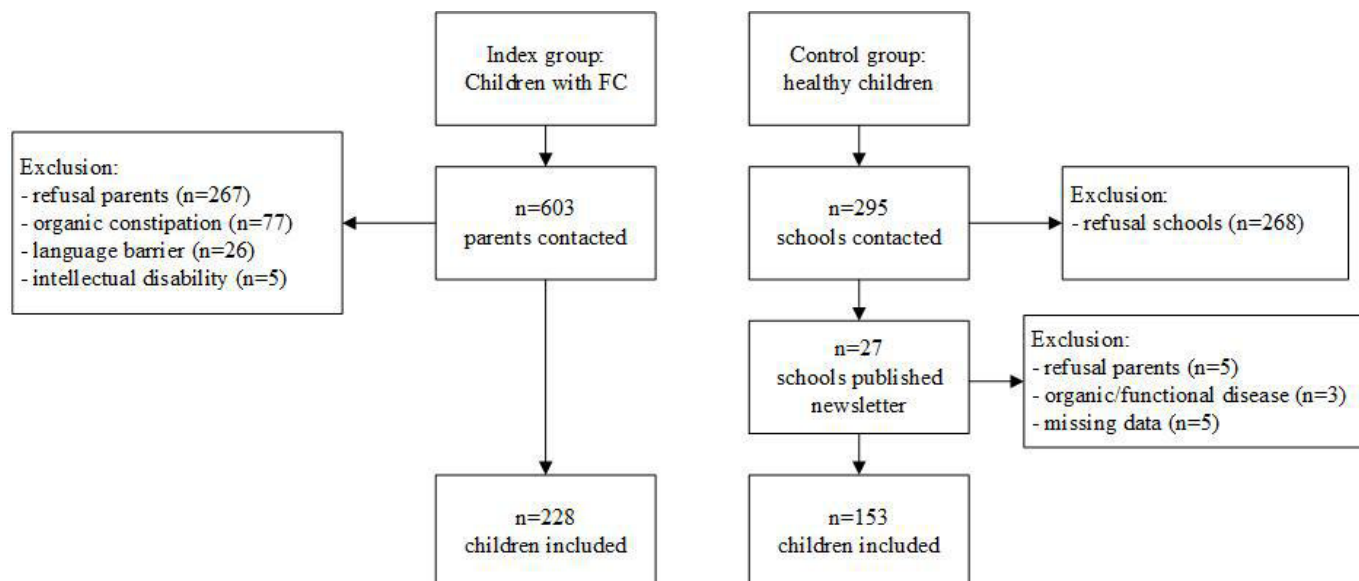 Index group:
Children with FC
Control group:
healthy children
Exclusion:
- refusal parents (n=267)
- organic constipation (n=77)
- language barrier (n=26)
- intellectual disability (n=5)
n=603
parents contacted
n=295
schools contacted
Exclusion:
- refusal schools (n=268)
n=27
schools published
newsletter
Exclusion:
- refusal parents (n=5)
- organic/functional disease (n=3)
- missing data (n=5)
n=228
children included
n=153
children included